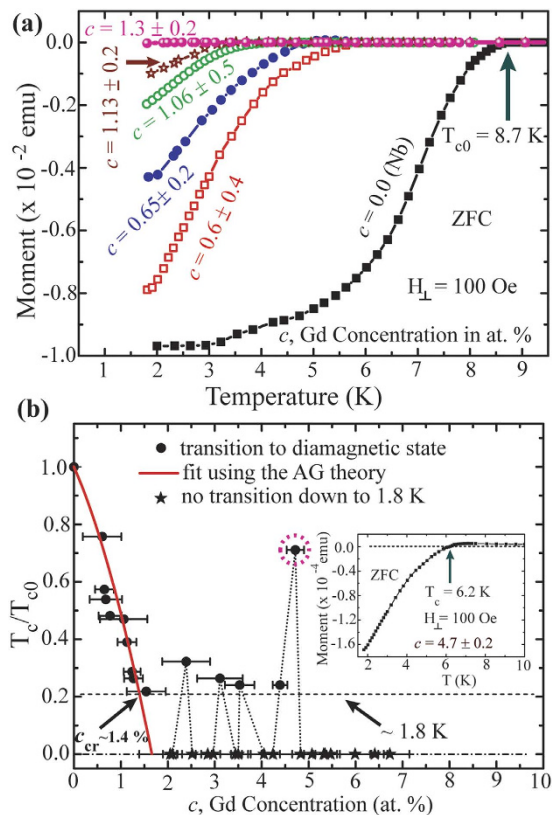 (a)
c = 1.3 ± 0.2
c = 1.13 ± 0.2
c = 1.06± 0.5
c = 0.65± 0.2
c = 0.6± 0.4
c = 0.0 (Nb)
T_c0 = 8.7 K
ZFC
H_⊥ = 100 Oe
c, Gd Concentration in at. %
Moment (x 10^-2 emu)
0.0
-0.2
-0.4
-0.6
-0.8
-1.0
0 1 2 3 4 5 6 7 8 9
Temperature (K)
(b)
transition to diamagnetic state
fit using the AG theory
no transition down to 1.8 K
T_c/T_c0
1.0
0.8
0.6
0.4
0.2
0.0
c_cr ~1.4 %
~ 1.8 K
Moment (x 10^-4 emu)
0.0
-0.4
-0.8
-1.2
-1.6
ZFC
T_c = 6.2 K
H_⊥ = 100 Oe
c = 4.7 ± 0.2
2 4 6 8 10
T (K)
0 1 2 3 4 5 6 7 8 9 10
c, Gd Concentration (at. %)